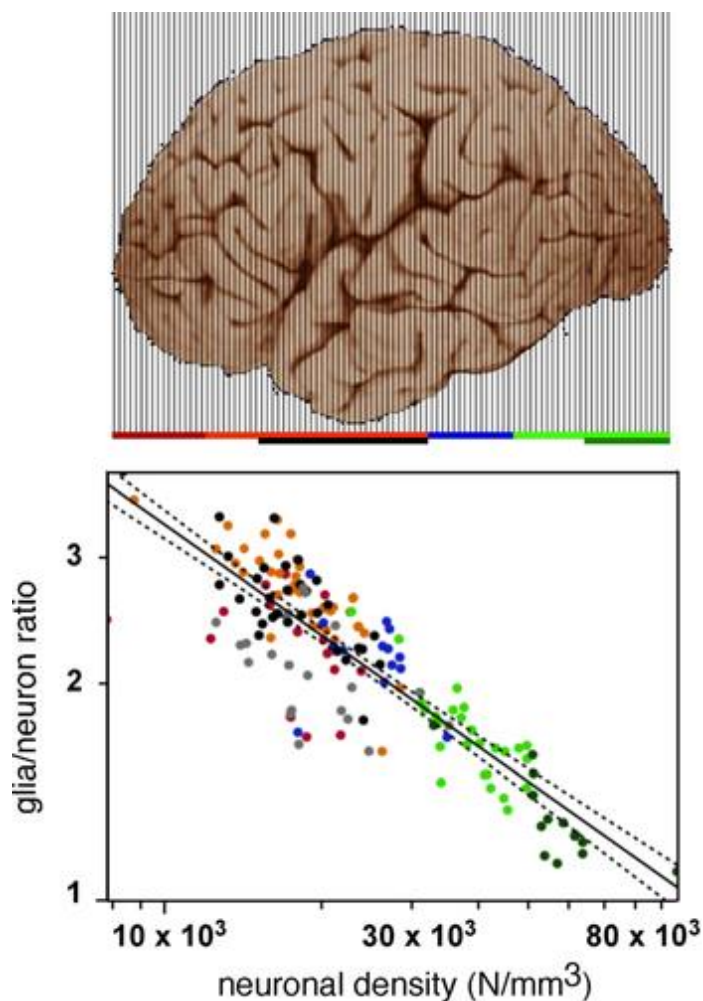 3
2
1
glia/neuron ratio
10 x 10³
30 x 10³
80 x 10³
neuronal density (N/mm³)